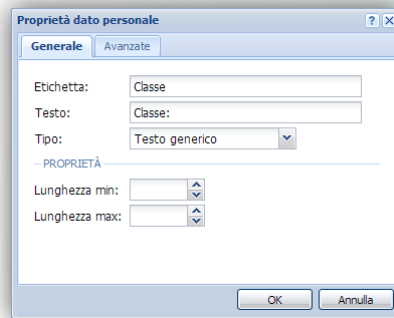 Proprietà dato personale
Generale Avanzate
Etichetta: Classe
Testo: Classe:
Tipo: Testo generico
PROPRIETÀ
Lunghezza min:
Lunghezza max:
OK Annulla